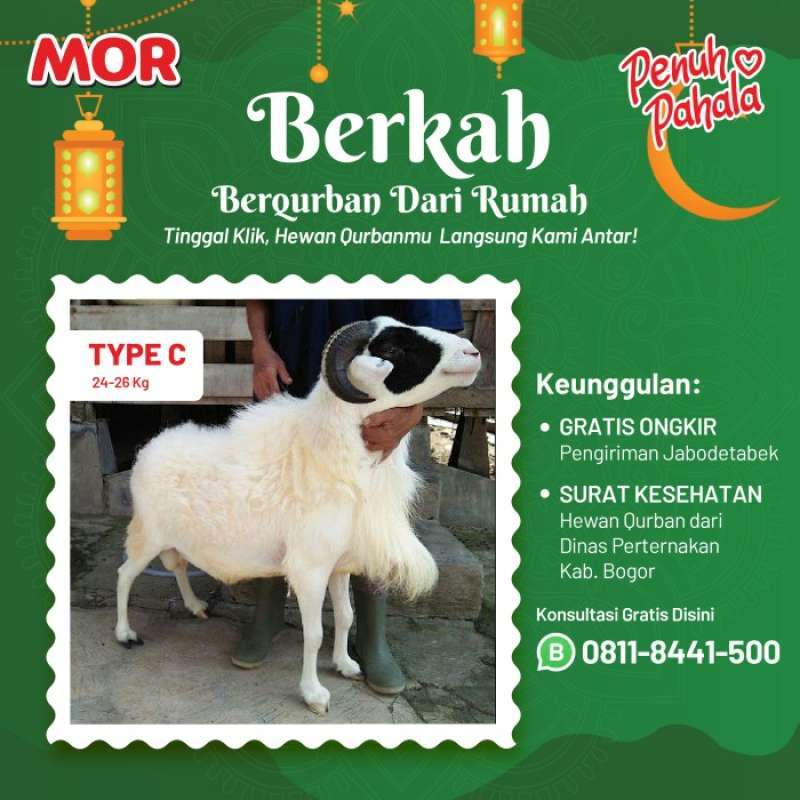 MOR
Penuh
Pahala
Berkah
Berqurban Dari Rumah
Tinggal Klik, Hewan Qurbanmu Langsung Kami Antar!
TYPE C
24-26 Kg
Keunggulan:
• GRATIS ONGKIR
Pengiriman Jabodetabek
• SURAT KESEHATAN
Hewan Qurban dari
Dinas Perternakan
Kab. Bogor
Konsultasi Gratis Disini
B 0811-8441-500